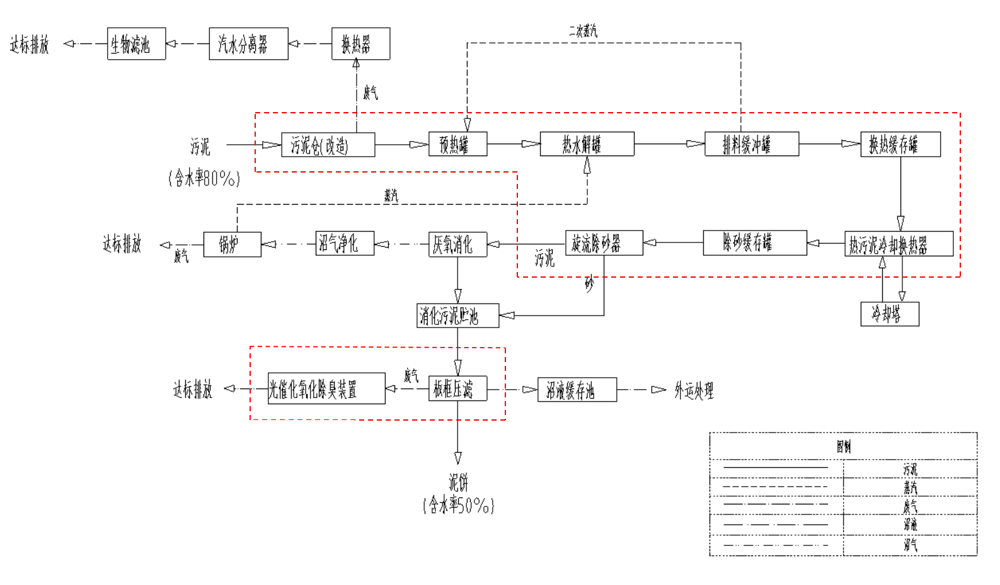 二次蒸汽
达标排放
生物滤池
汽水分离器
换热器
废气
污泥
污泥仓(改造)
预热罐
热水解罐
排料缓冲罐
换热缓存罐
(含水率80%)
蒸汽
达标排放
废气
锅炉
沼气净化
厌氧消化
污泥
旋流除砂器
除砂缓存罐
热污泥冷却换热器
砂
消化污泥贮池
冷却塔
达标排放
光催化氧化除臭装置
废气
板框压滤
沼液缓存池
外运处理
泥饼
(含水率50%)
图例
污泥
蒸汽
废气
沼液
沼气